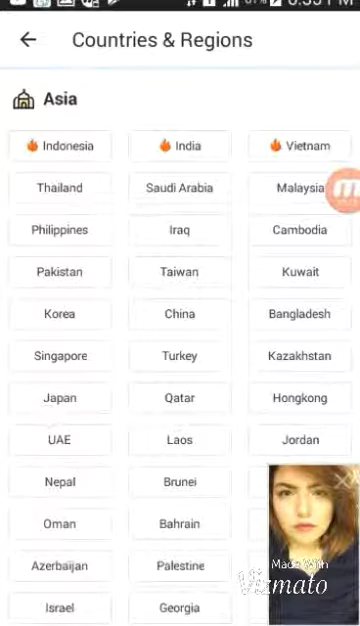 Countries & Regions
Asia
Indonesia India Vietnam
Thailand Saudi Arabia Malaysia
Philippines Iraq Cambodia
Pakistan Taiwan Kuwait
Korea China Bangladesh
Singapore Turkey Kazakhstan
Japan Qatar Hongkong
UAE Laos Jordan
Nepal Brunei
Oman Bahrain
Azerbaijan Palestine
Made With
Vizmato
Israel Georgia